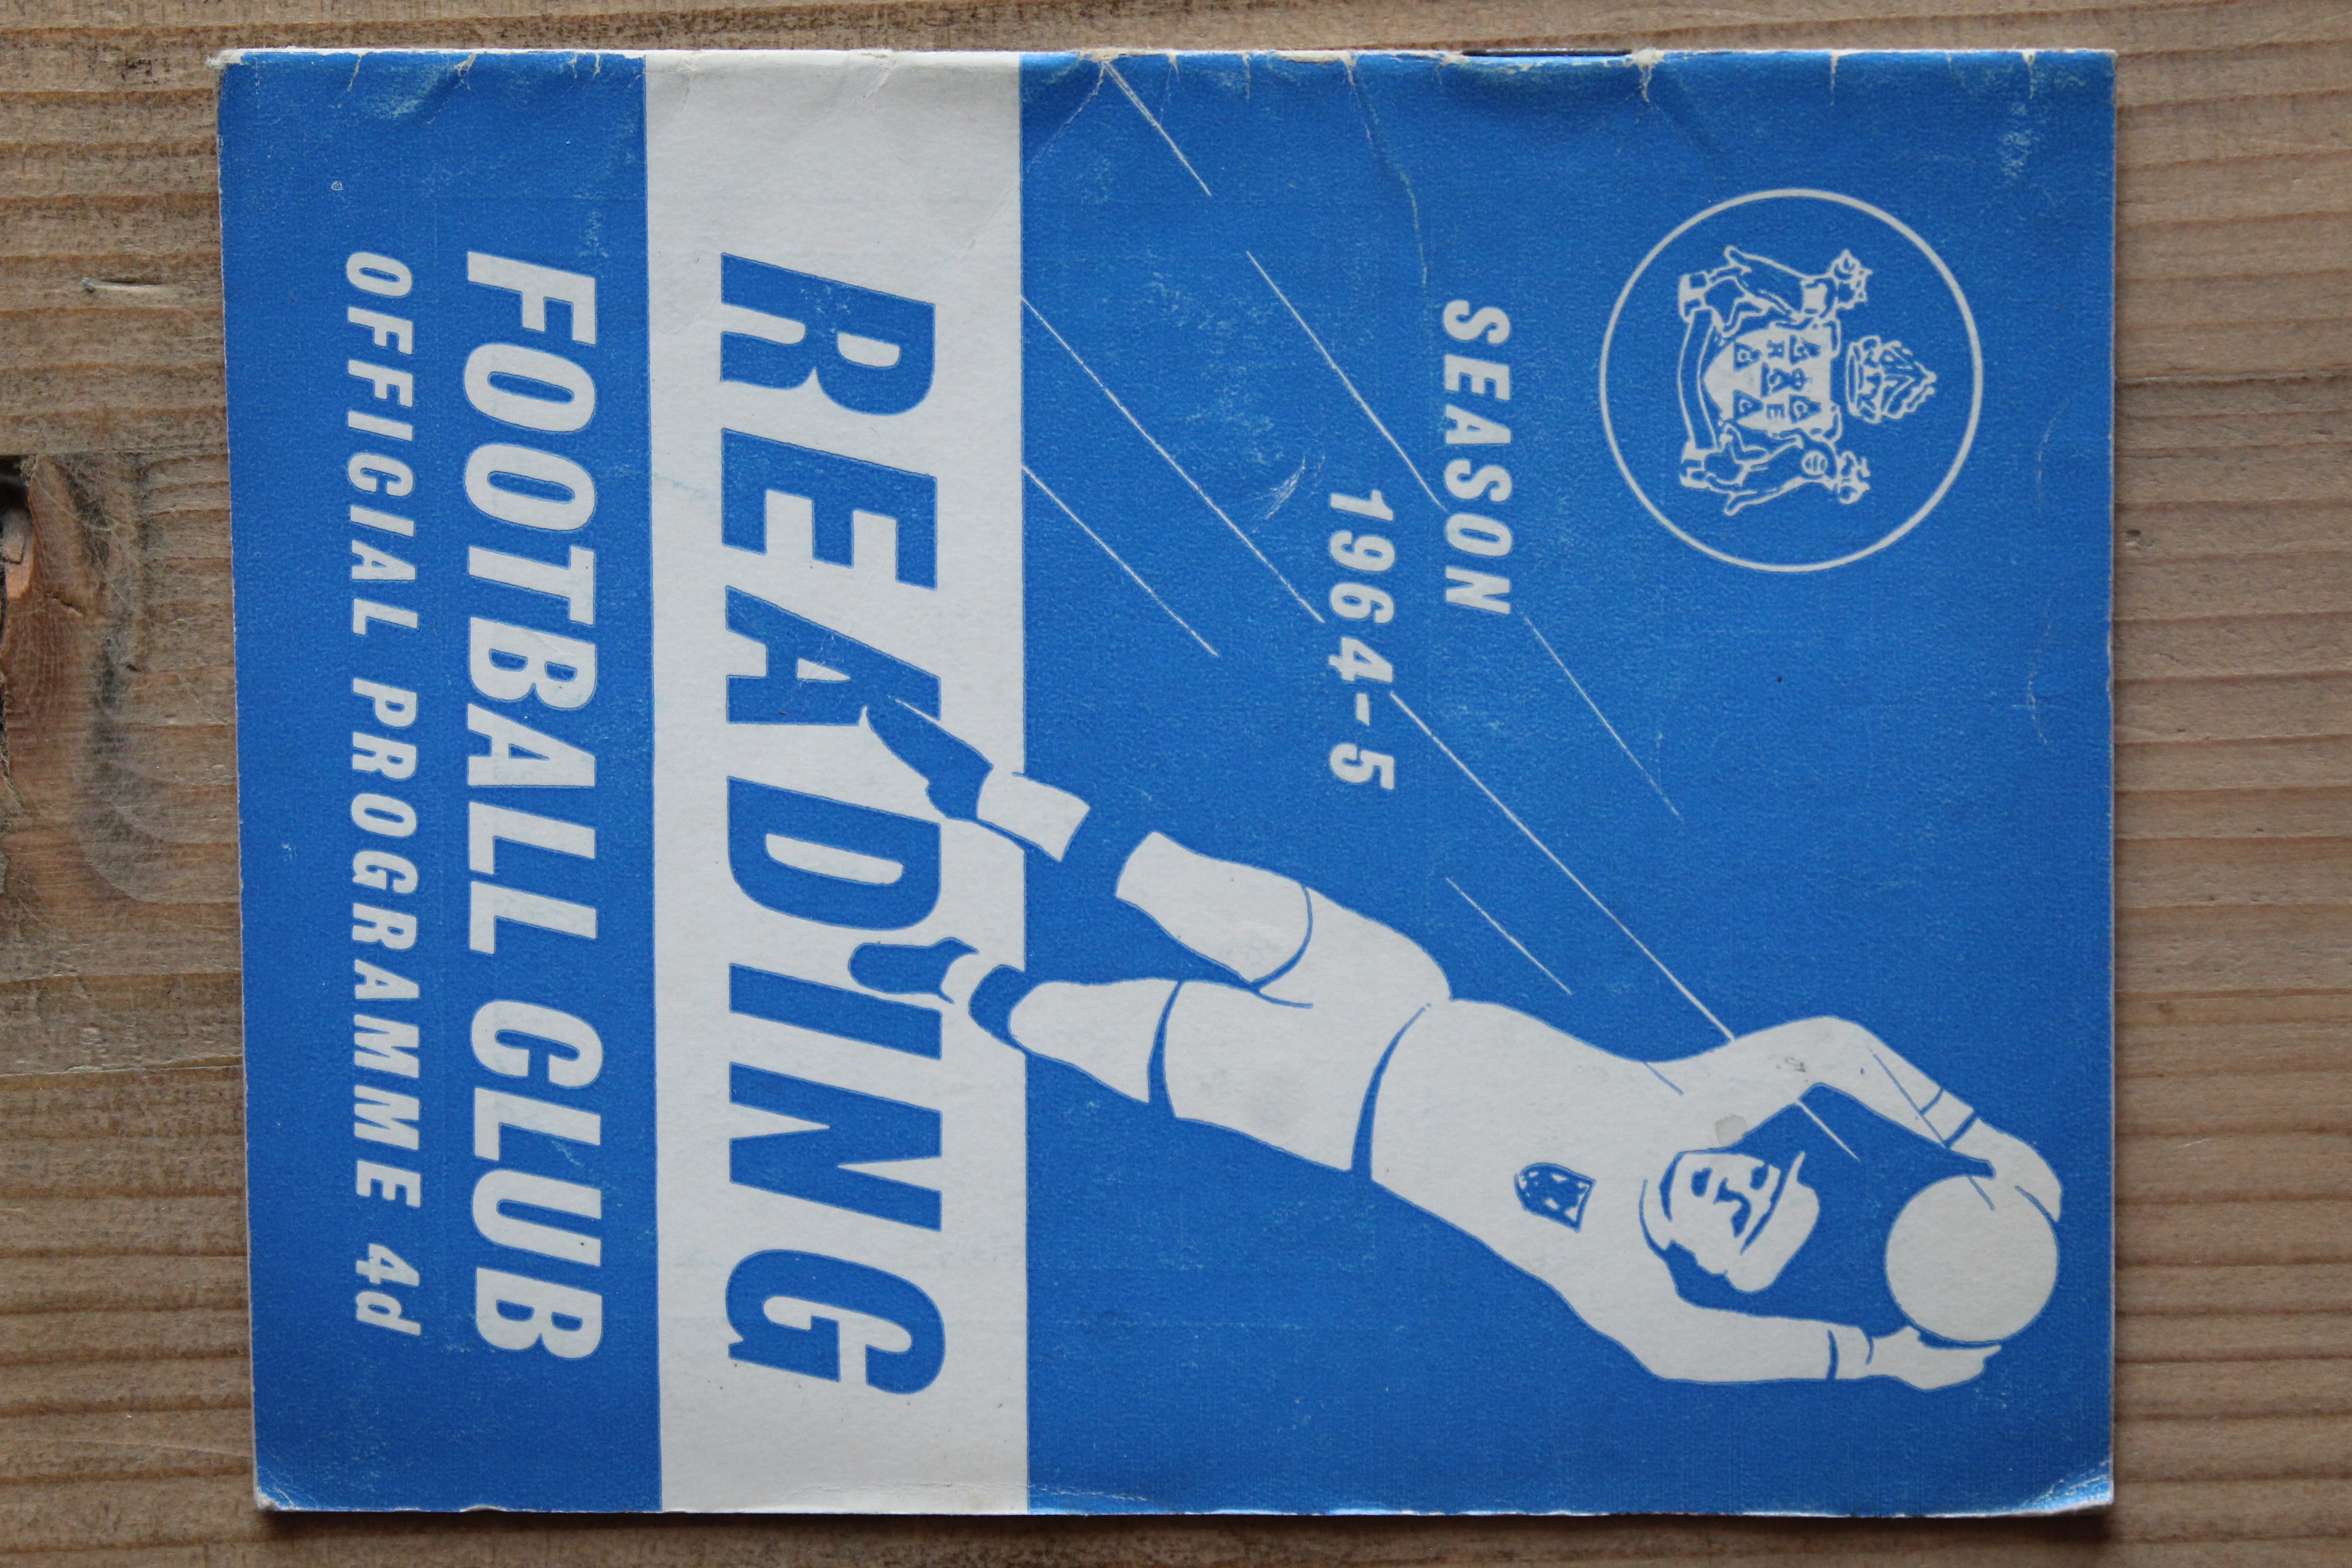 SEASON
1964-5
READING
FOOTBALL CLUB
OFFICIAL PROGRAMME 4d